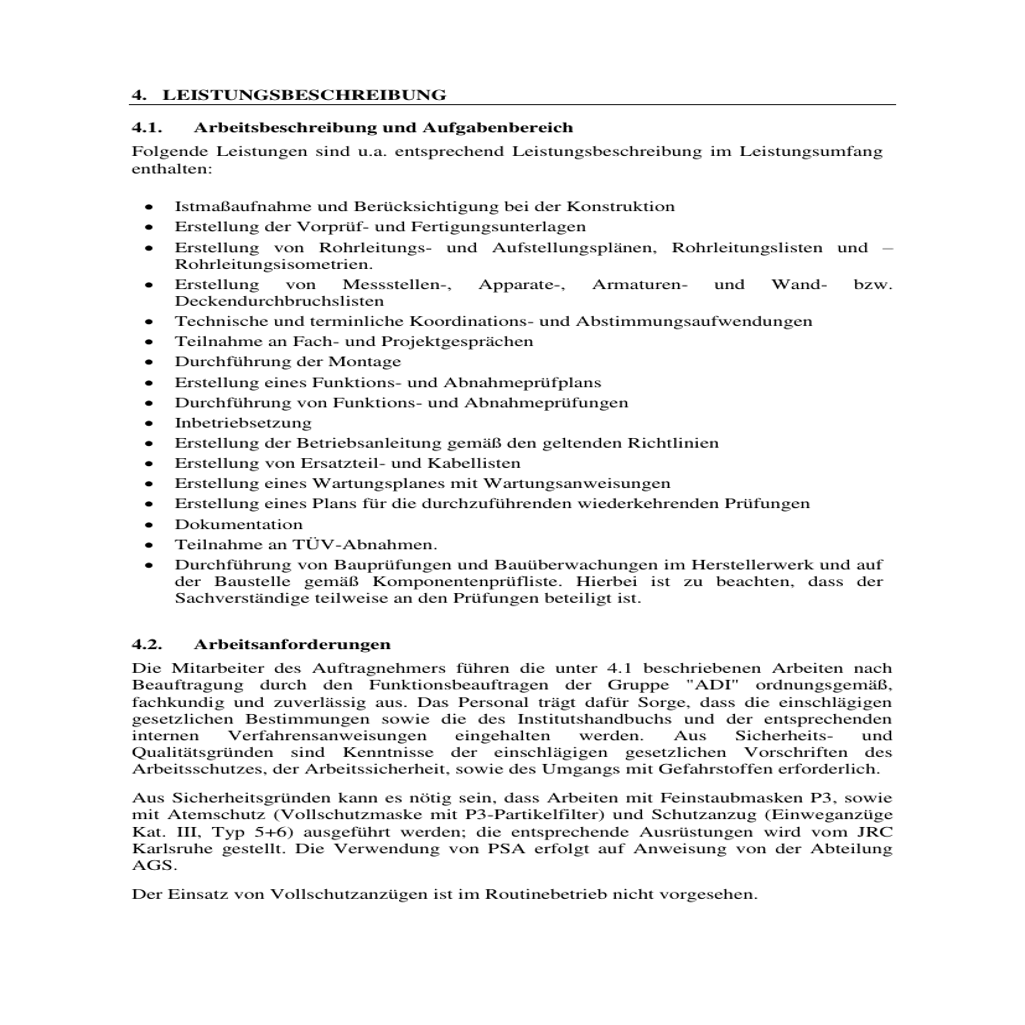 4. LEISTUNGSBESCHREIBUNG
4.1. Arbeitsbeschreibung und Aufgabenbereich
Folgende Leistungen sind u.a. entsprechend Leistungsbeschreibung im Leistungsumfang
enthalten:
• Istmaßaufnahme und Berücksichtigung bei der Konstruktion
• Erstellung der Vorprüf- und Fertigungsunterlagen
• Erstellung von Rohrleitungs- und Aufstellungsplänen, Rohrleitungslisten und –
Rohrleitungsisometrien.
• Erstellung von Messstellen-, Apparate-, Armaturen- und Wand- bzw.
Deckendurchbruchslisten
• Technische und terminliche Koordinations- und Abstimmungsaufwendungen
• Teilnahme an Fach- und Projektgesprächen
• Durchführung der Montage
• Erstellung eines Funktions- und Abnahmeprüfplans
• Durchführung von Funktions- und Abnahmeprüfungen
• Inbetriebsetzung
• Erstellung der Betriebsanleitung gemäß den geltenden Richtlinien
• Erstellung von Ersatzteil- und Kabellisten
• Erstellung eines Wartungsplanes mit Wartungsanweisungen
• Erstellung eines Plans für die durchzuführenden wiederkehrenden Prüfungen
• Dokumentation
• Teilnahme an TÜV-Abnahmen.
• Durchführung von Bauprüfungen und Bauüberwachungen im Herstellerwerk und auf
der Baustelle gemäß Komponentenprüfliste. Hierbei ist zu beachten, dass der
Sachverständige teilweise an den Prüfungen beteiligt ist.
4.2. Arbeitsanforderungen
Die Mitarbeiter des Auftragnehmers führen die unter 4.1 beschriebenen Arbeiten nach
Beauftragung durch den Funktionsbeauftragen der Gruppe "ADI" ordnungsgemäß,
fachkundig und zuverlässig aus. Das Personal trägt dafür Sorge, dass die einschlägigen
gesetzlichen Bestimmungen sowie die des Institutshandbuchs und der entsprechenden
internen Verfahrensanweisungen eingehalten werden. Aus Sicherheits- und
Qualitätsgründen sind Kenntnisse der einschlägigen gesetzlichen Vorschriften des
Arbeitsschutzes, der Arbeitssicherheit, sowie des Umgangs mit Gefahrstoffen erforderlich.
Aus Sicherheitsgründen kann es nötig sein, dass Arbeiten mit Feinstaubmasken P3, sowie
mit Atemschutz (Vollschutzmaske mit P3-Partikelfilter) und Schutzanzug (Einweganzüge
Kat. III, Typ 5+6) ausgeführt werden; die entsprechende Ausrüstungen wird vom JRC
Karlsruhe gestellt. Die Verwendung von PSA erfolgt auf Anweisung von der Abteilung
AGS.
Der Einsatz von Vollschutzanzügen ist im Routinebetrieb nicht vorgesehen.